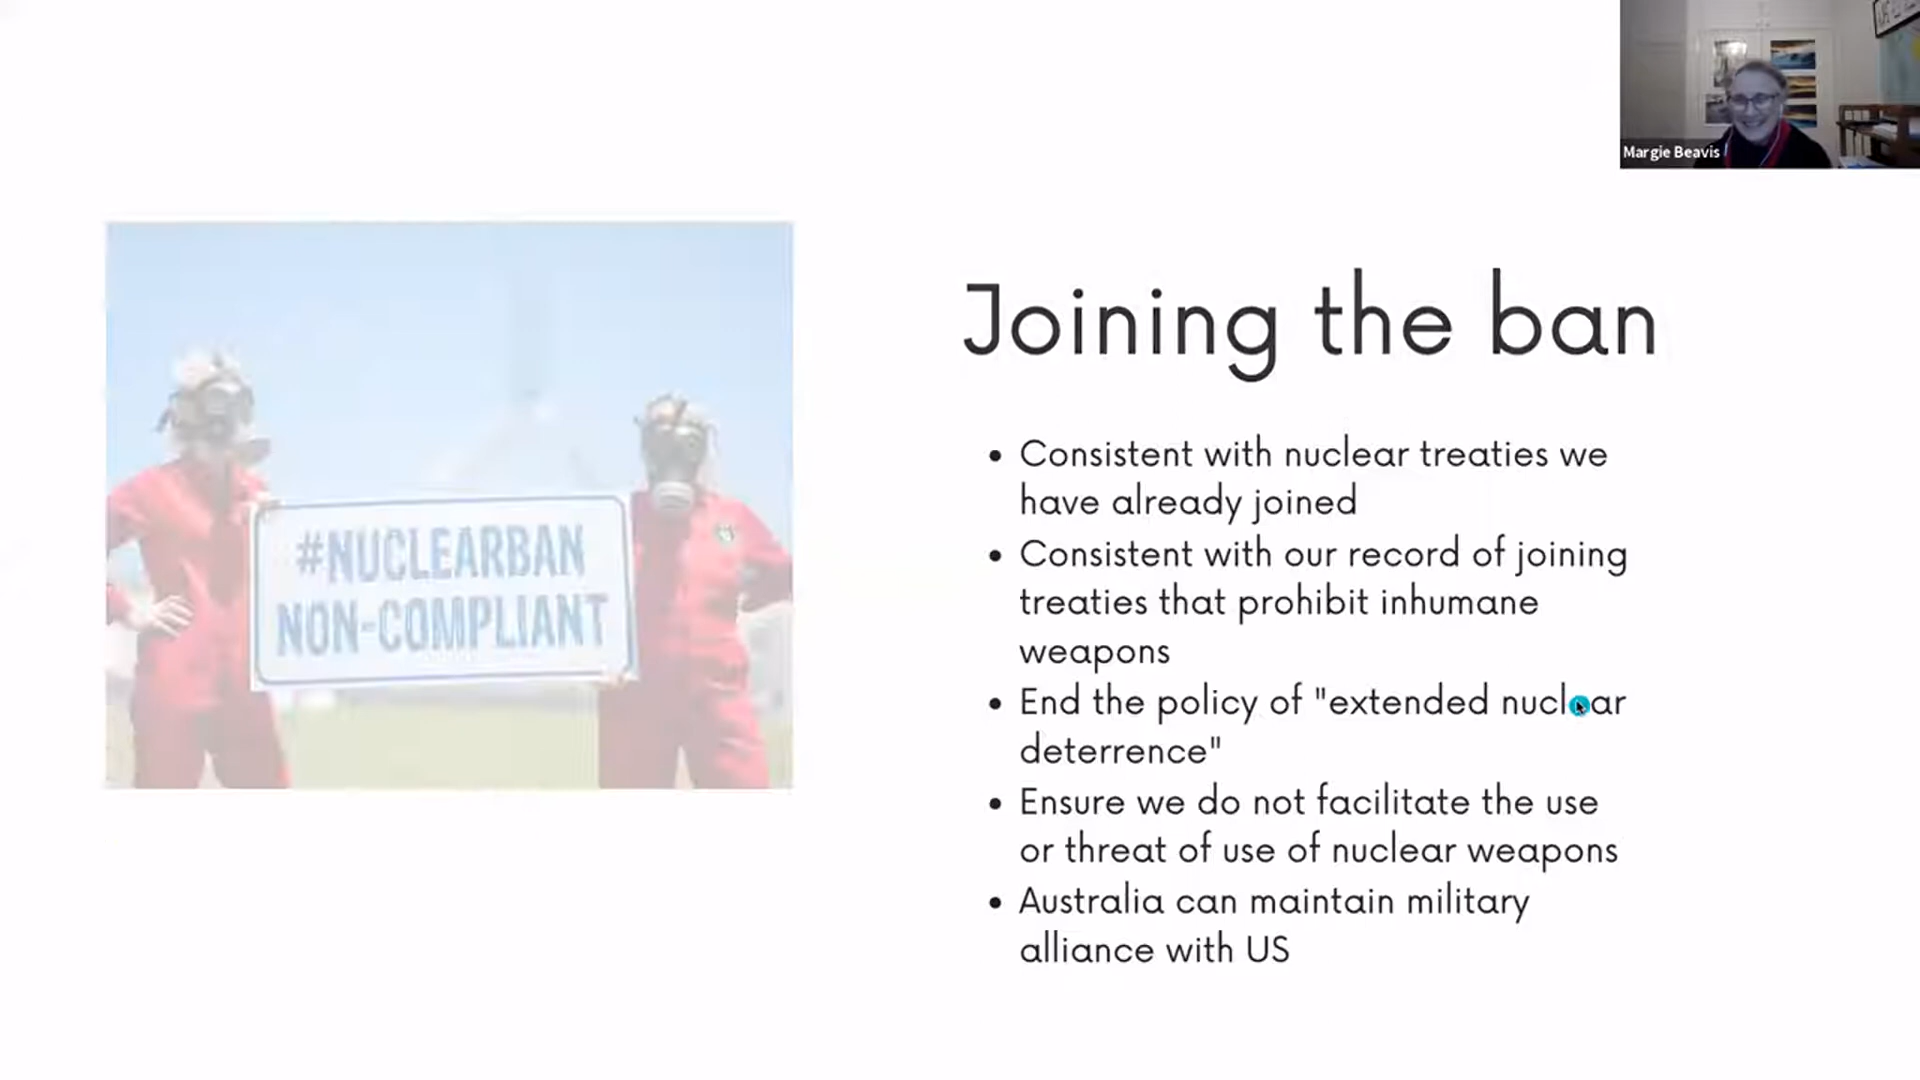 Margie Beavis
Joining the ban
• Consistent with nuclear treaties we
have already joined
• Consistent with our record of joining
treaties that prohibit inhumane
weapons
• End the policy of "extended nuclear
deterrence"
• Ensure we do not facilitate the use
or threat of use of nuclear weapons
• Australia can maintain military
alliance with US
#NUCLEARBAN
NON-COMPLIANT